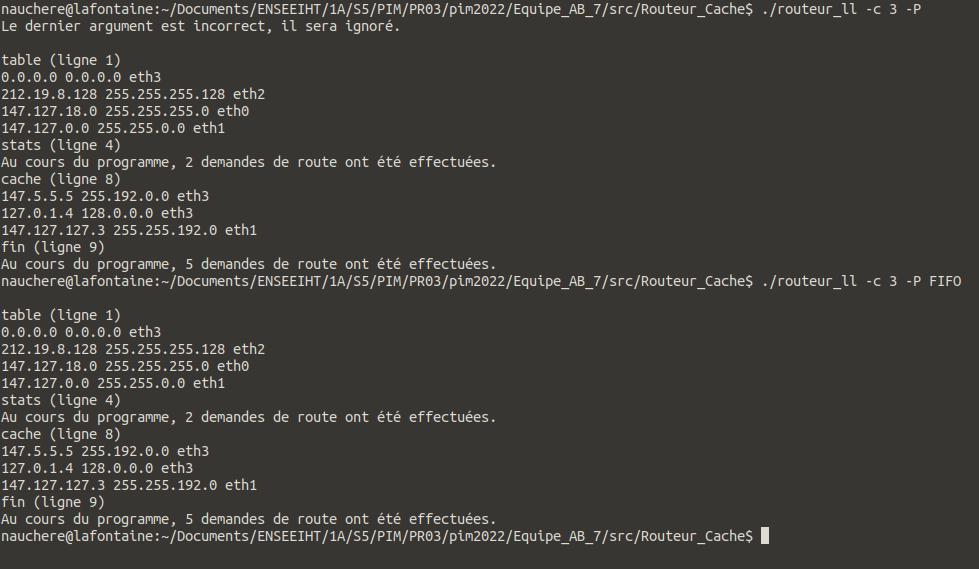 nauchere@lafontaine:~/Documents/ENSEEIHT/1A/S5/PIM/PR03/pim2022/Equipe_AB_7/src/Routeur_Cache$ ./routeur_ll -c 3 -P
Le dernier argument est incorrect, il sera ignoré.
table (ligne 1)
0.0.0.0 0.0.0.0 eth3
212.19.8.128 255.255.255.128 eth2
147.127.18.0 255.255.255.0 eth0
147.127.0.0 255.255.0.0 eth1
stats (ligne 4)
Au cours du programme, 2 demandes de route ont été effectuées.
cache (ligne 8)
147.5.5.5 255.192.0.0 eth3
127.0.1.4 128.0.0.0 eth3
147.127.127.3 255.255.192.0 eth1
fin (ligne 9)
Au cours du programme, 5 demandes de route ont été effectuées.
nauchere@lafontaine:~/Documents/ENSEEIHT/1A/S5/PIM/PR03/pim2022/Equipe_AB_7/src/Routeur_Cache$ ./routeur_ll -c 3 -P FIFO
table (ligne 1)
0.0.0.0 0.0.0.0 eth3
212.19.8.128 255.255.255.128 eth2
147.127.18.0 255.255.255.0 eth0
147.127.0.0 255.255.0.0 eth1
stats (ligne 4)
Au cours du programme, 2 demandes de route ont été effectuées.
cache (ligne 8)
147.5.5.5 255.192.0.0 eth3
127.0.1.4 128.0.0.0 eth3
147.127.127.3 255.255.192.0 eth1
fin (ligne 9)
Au cours du programme, 5 demandes de route ont été effectuées.
nauchere@lafontaine:~/Documents/ENSEEIHT/1A/S5/PIM/PR03/pim2022/Equipe_AB_7/src/Routeur_Cache$